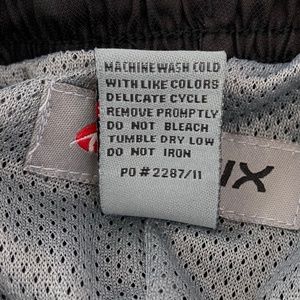 MACHINE WASH COLD
WITH LIKE COLORS
DELICATE CYCLE
REMOVE PROMPTLY
DO NOT BLEACH
TUMBLE DRY LOW
DO NOT IRON
PO # 2287/11